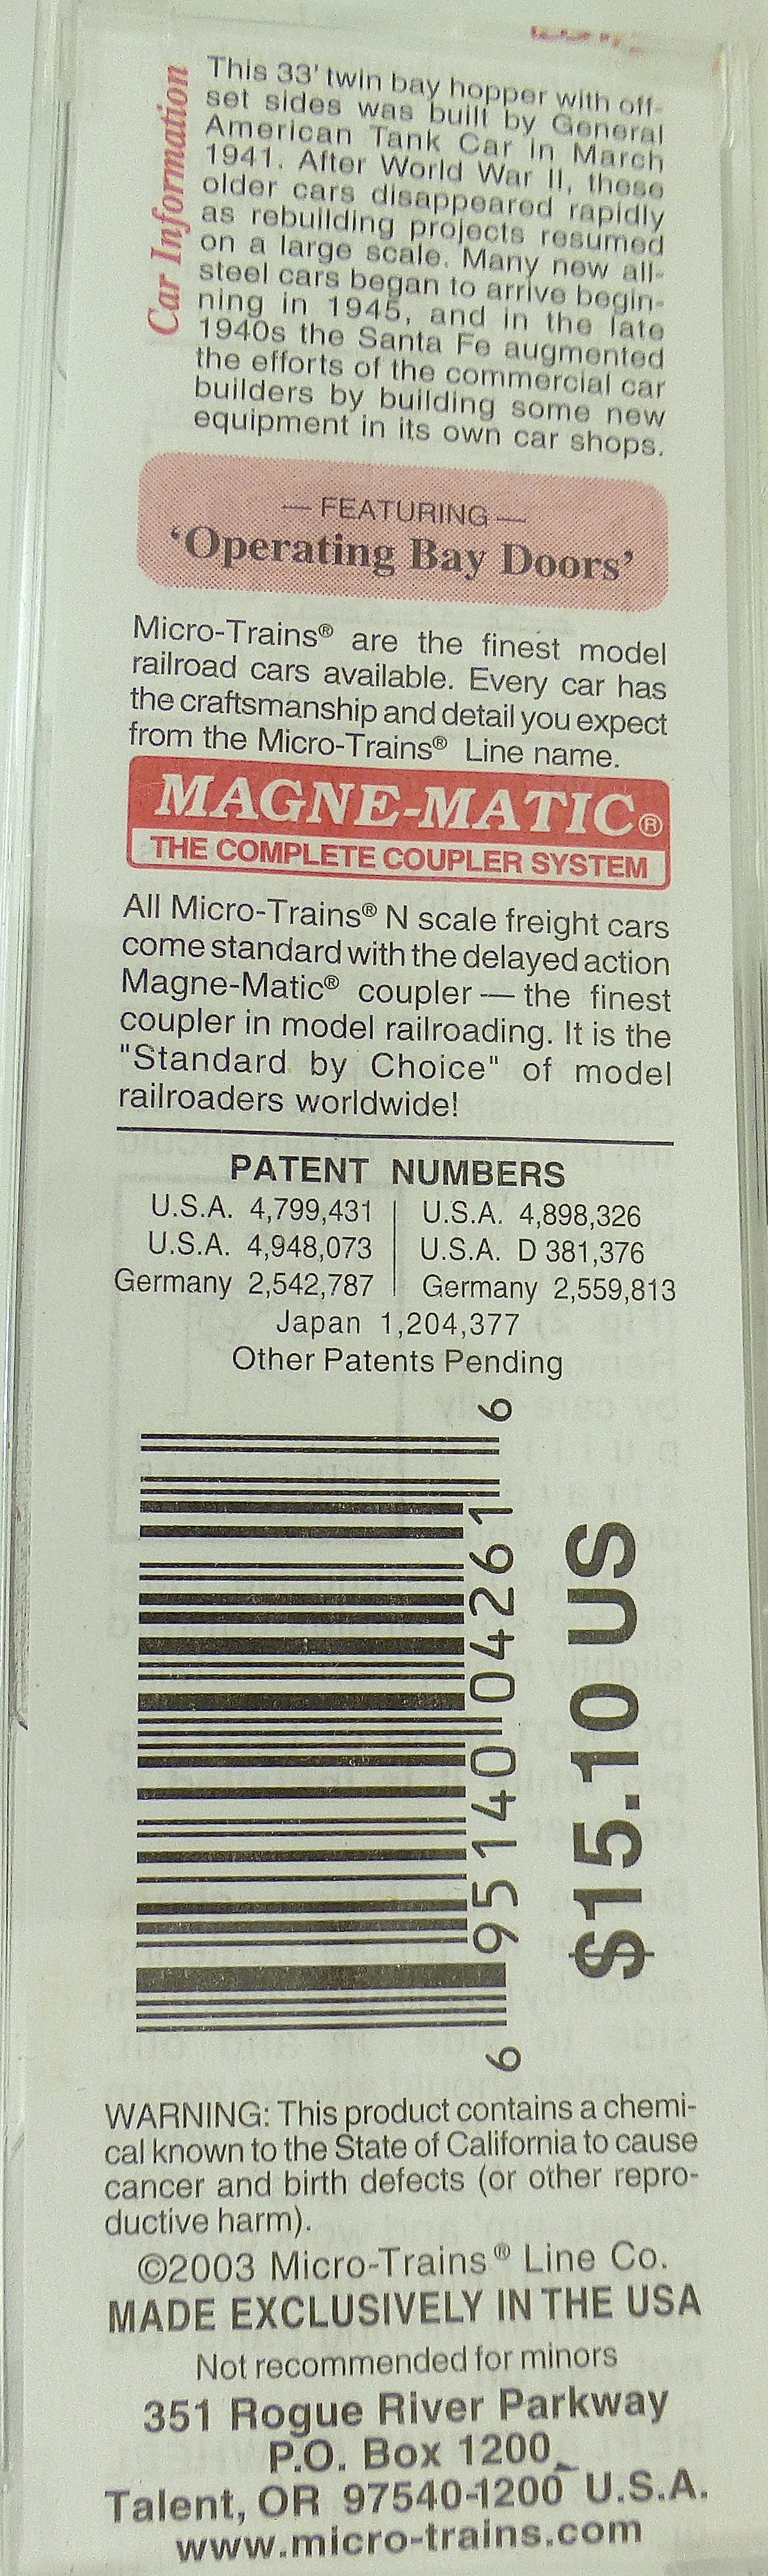 Car Information
This 33' twin bay hopper with off-
set sides was built by General
American Tank Car in March
1941. After World War II, these
older cars disappeared rapidly
as rebuilding projects resumed
on a large scale. Many new all-
steel cars began to arrive begin-
ning in 1945, and in the late
1940s the Santa Fe augmented
the efforts of the commercial car
builders by building some new
equipment in its own car shops.
— FEATURING —
‘Operating Bay Doors’
Micro-Trains® are the finest model
railroad cars available. Every car has
the craftsmanship and detail you expect
from the Micro-Trains® Line name.
MAGNE-MATIC®
THE COMPLETE COUPLER SYSTEM
All Micro-Trains® N scale freight cars
come standard with the delayed action
Magne-Matic® coupler — the finest
coupler in model railroading. It is the
"Standard by Choice" of model
railroaders worldwide!
PATENT NUMBERS
U.S.A. 4,799,431 | U.S.A. 4,898,326
U.S.A. 4,948,073 | U.S.A. D 381,376
Germany 2,542,787 | Germany 2,559,813
Japan 1,204,377
Other Patents Pending
6 95140 04261 6
$15.10 US
WARNING: This product contains a chemi-
cal known to the State of California to cause
cancer and birth defects (or other repro-
ductive harm).
©2003 Micro-Trains® Line Co.
MADE EXCLUSIVELY IN THE USA
Not recommended for minors
351 Rogue River Parkway
P.O. Box 1200
Talent, OR 97540-1200 U.S.A.
www.micro-trains.com